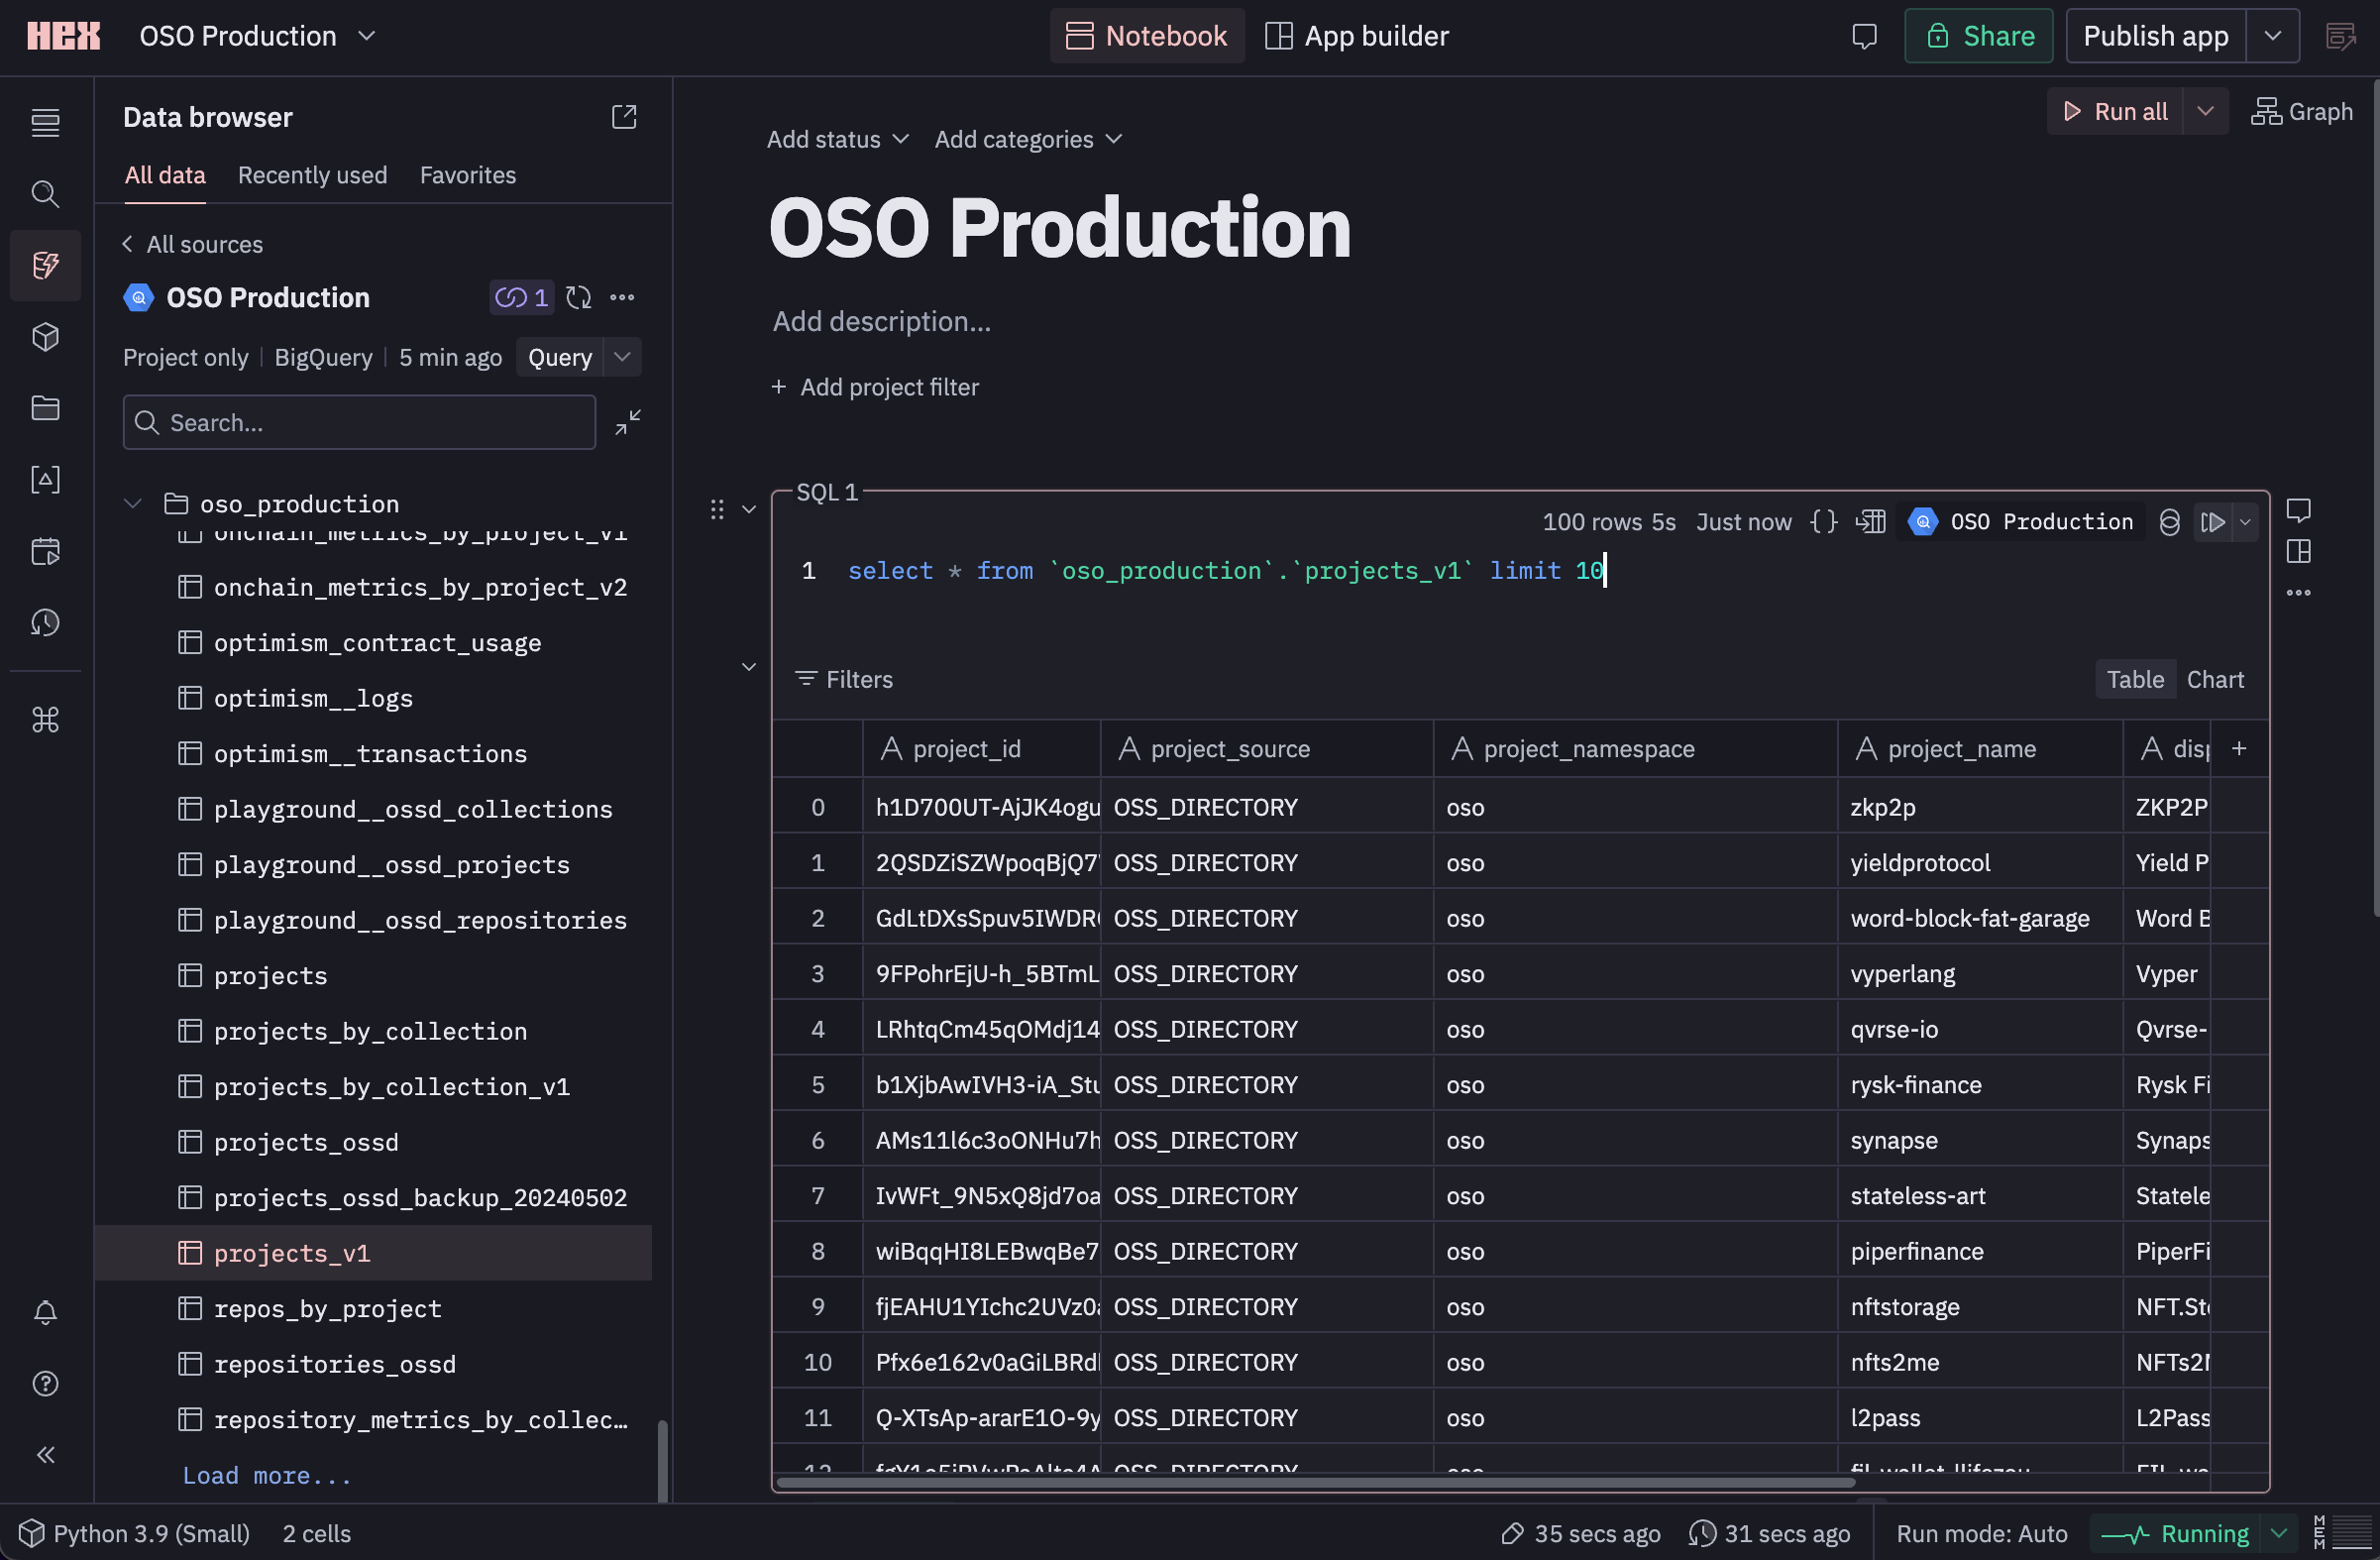 HEX
OSO Production
Notebook
App builder
Share
Publish app
Data browser
All data
Recently used
Favorites
All sources
OSO Production
1
Project only
BigQuery
5 min ago
Query
Search...
oso_production
onchain_metrics_by_project_v1
onchain_metrics_by_project_v2
optimism_contract_usage
optimism__logs
optimism__transactions
playground__ossd_collections
playground__ossd_projects
playground__ossd_repositories
projects
projects_by_collection
projects_by_collection_v1
projects_ossd
projects_ossd_backup_20240502
projects_v1
repos_by_project
repositories_ossd
repository_metrics_by_collec...
Load more...
Run all
Graph
Add status
Add categories
OSO Production
Add description...
+ Add project filter
SQL 1
100 rows 5s Just now
OSO Production
1 select * from `oso_production`.`projects_v1` limit 10
Filters
Table
Chart
project_id project_source project_namespace project_name disp +
0 h1D700UT-AjJK4ogu OSS_DIRECTORY oso zkp2p ZKP2P
1 2QSDZiSZWpoqBjQ7 OSS_DIRECTORY oso yieldprotocol Yield P
2 GdLtDXsSpuv5IWDR OSS_DIRECTORY oso word-block-fat-garage Word B
3 9FPohrEjU-h_5BTmL OSS_DIRECTORY oso vyperlang Vyper
4 LRhtqCm45qOMdj14 OSS_DIRECTORY oso qvrse-io Qvrse-
5 b1XjbAwIVH3-iA_Stu OSS_DIRECTORY oso rysk-finance Rysk Fi
6 AMs11l6c3oONHu7h OSS_DIRECTORY oso synapse Synaps
7 IvWFt_9N5xQ8jd7oa OSS_DIRECTORY oso stateless-art Statele
8 wiBqqHI8LEBwqBe7 OSS_DIRECTORY oso piperfinance PiperFi
9 fjEAHU1YIchc2UVz0 OSS_DIRECTORY oso nftstorage NFT.St
10 Pfx6e162v0aGiLBRd OSS_DIRECTORY oso nfts2me NFTs2
11 Q-XTsAp-ararE1O-9y OSS_DIRECTORY oso l2pass L2Pass
12 OSS_DIRECTORY oso
Python 3.9 (Small)
2 cells
35 secs ago
31 secs ago
Run mode: Auto
Running
MEM